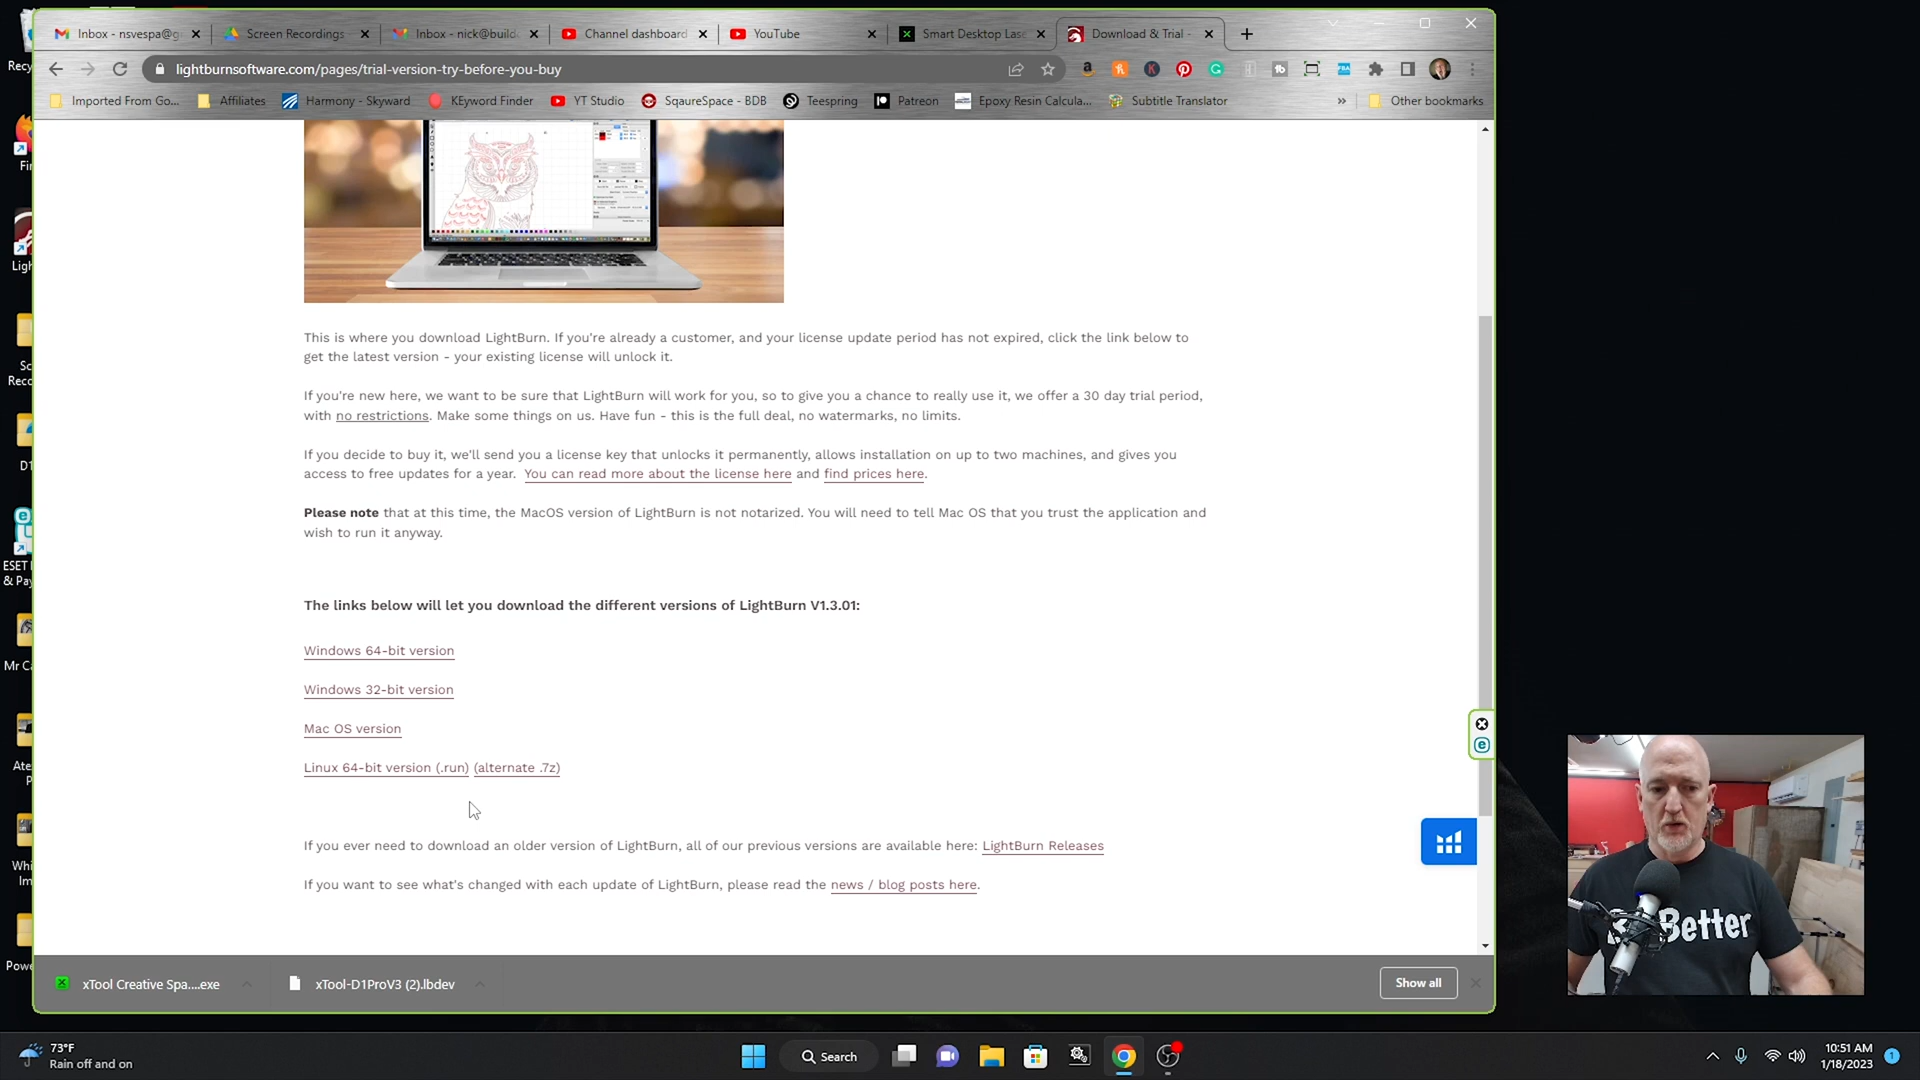 Inbox - nsvespa@g
Screen Recordings
Inbox - nick@build
Channel dashboard
YouTube
Smart Desktop Las
Download & Trial -
lightburnsoftware.com/pages/trial-version-try-before-you-buy
Imported From Go...
Affiliates
Harmony - Skyward
KEyword Finder
YT Studio
SqaureSpace - BDB
Teespring
Patreon
Epoxy Resin Calcula...
Subtitle Translator
»
Other bookmarks
This is where you download LightBurn. If you're already a customer, and your license update period has not expired, click the link below to
get the latest version - your existing license will unlock it.
If you're new here, we want to be sure that LightBurn will work for you, so to give you a chance to really use it, we offer a 30 day trial period,
with no restrictions. Make some things on us. Have fun - this is the full deal, no watermarks, no limits.
If you decide to buy it, we'll send you a license key that unlocks it permanently, allows installation on up to two machines, and gives you
access to free updates for a year. You can read more about the license here and find prices here.
Please note that at this time, the MacOS version of LightBurn is not notarized. You will need to tell Mac OS that you trust the application and
wish to run it anyway.
The links below will let you download the different versions of LightBurn V1.3.01:
Windows 64-bit version
Windows 32-bit version
Mac OS version
Linux 64-bit version (.run) (alternate .7z)
If you ever need to download an older version of LightBurn, all of our previous versions are available here: LightBurn Releases
If you want to see what's changed with each update of LightBurn, please read the news / blog posts here.
xTool Creative Spa....exe
xTool-D1ProV3 (2).lbdev
Show all
Recy
Fir
Ligh
Sc
Reco
D1
ESET
& Pay
Mr Ca
Ate
P
Whi
Im
Powe
Better
73°F
Rain off and on
Search
10:51 AM
1/18/2023
1